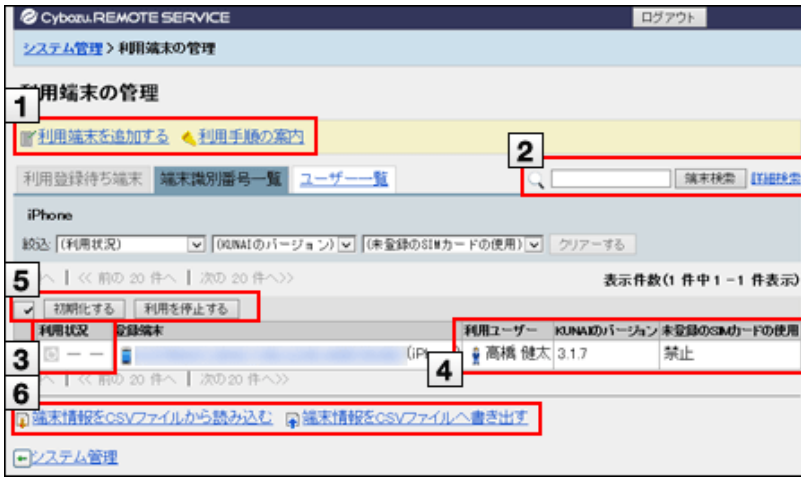 Cybozu.REMOTE SERVICE ログアウト
システム管理 > 利用端末の管理
利用端末の管理
1
利用端末を追加する 利用手順の案内
2
利用登録待ち端末 端末識別番号一覧 ユーザー一覧 端末検索 詳細検索
iPhone
絞込: (利用状況) (KUNAIのバージョン) (未登録のSIMカードの使用) クリアーする
5
へ | << 前の 20 件へ | 次の 20 件へ>> 表示件数(1 件中 1 -1 件表示)
初期化する 利用を停止する
利用状況 登録端末 利用ユーザー KUNAIのバージョン 未登録のSIMカードの使用
3
— — (iPh 4 高橋 健太 3.1.7 禁止
へ | << 前の 20 件へ | 次の 20 件へ>>
6
端末情報をCSVファイルから読み込む 端末情報をCSVファイルへ書き出す
システム管理